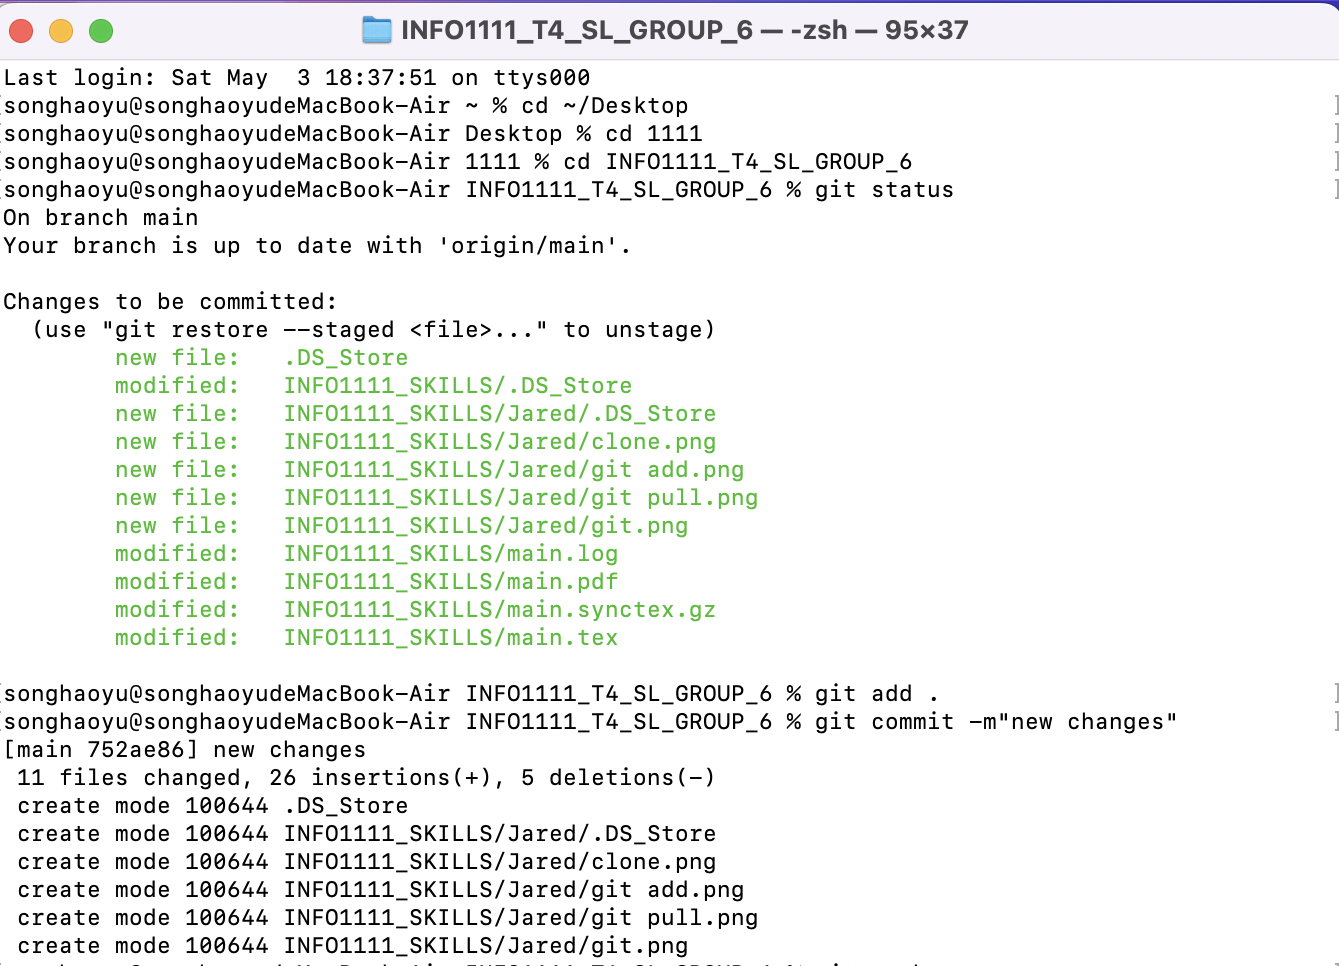 INFO1111_T4_SL_GROUP_6 — -zsh — 95×37
Last login: Sat May  3 18:37:51 on ttys000
[songhaoyu@songhaoyudeMacBook-Air ~ % cd ~/Desktop ]
[songhaoyu@songhaoyudeMacBook-Air Desktop % cd 1111 ]
[songhaoyu@songhaoyudeMacBook-Air 1111 % cd INFO1111_T4_SL_GROUP_6 ]
[songhaoyu@songhaoyudeMacBook-Air INFO1111_T4_SL_GROUP_6 % git status ]
On branch main
Your branch is up to date with 'origin/main'.
Changes to be committed:
  (use "git restore --staged <file>..." to unstage)
        new file:   .DS_Store
        modified:   INFO1111_SKILLS/.DS_Store
        new file:   INFO1111_SKILLS/Jared/.DS_Store
        new file:   INFO1111_SKILLS/Jared/clone.png
        new file:   INFO1111_SKILLS/Jared/git add.png
        new file:   INFO1111_SKILLS/Jared/git pull.png
        new file:   INFO1111_SKILLS/Jared/git.png
        modified:   INFO1111_SKILLS/main.log
        modified:   INFO1111_SKILLS/main.pdf
        modified:   INFO1111_SKILLS/main.synctex.gz
        modified:   INFO1111_SKILLS/main.tex
[songhaoyu@songhaoyudeMacBook-Air INFO1111_T4_SL_GROUP_6 % git add . ]
[songhaoyu@songhaoyudeMacBook-Air INFO1111_T4_SL_GROUP_6 % git commit -m"new changes" ]
[main 752ae86] new changes
 11 files changed, 26 insertions(+), 5 deletions(-)
 create mode 100644 .DS_Store
 create mode 100644 INFO1111_SKILLS/Jared/.DS_Store
 create mode 100644 INFO1111_SKILLS/Jared/clone.png
 create mode 100644 INFO1111_SKILLS/Jared/git add.png
 create mode 100644 INFO1111_SKILLS/Jared/git pull.png
 create mode 100644 INFO1111_SKILLS/Jared/git.png